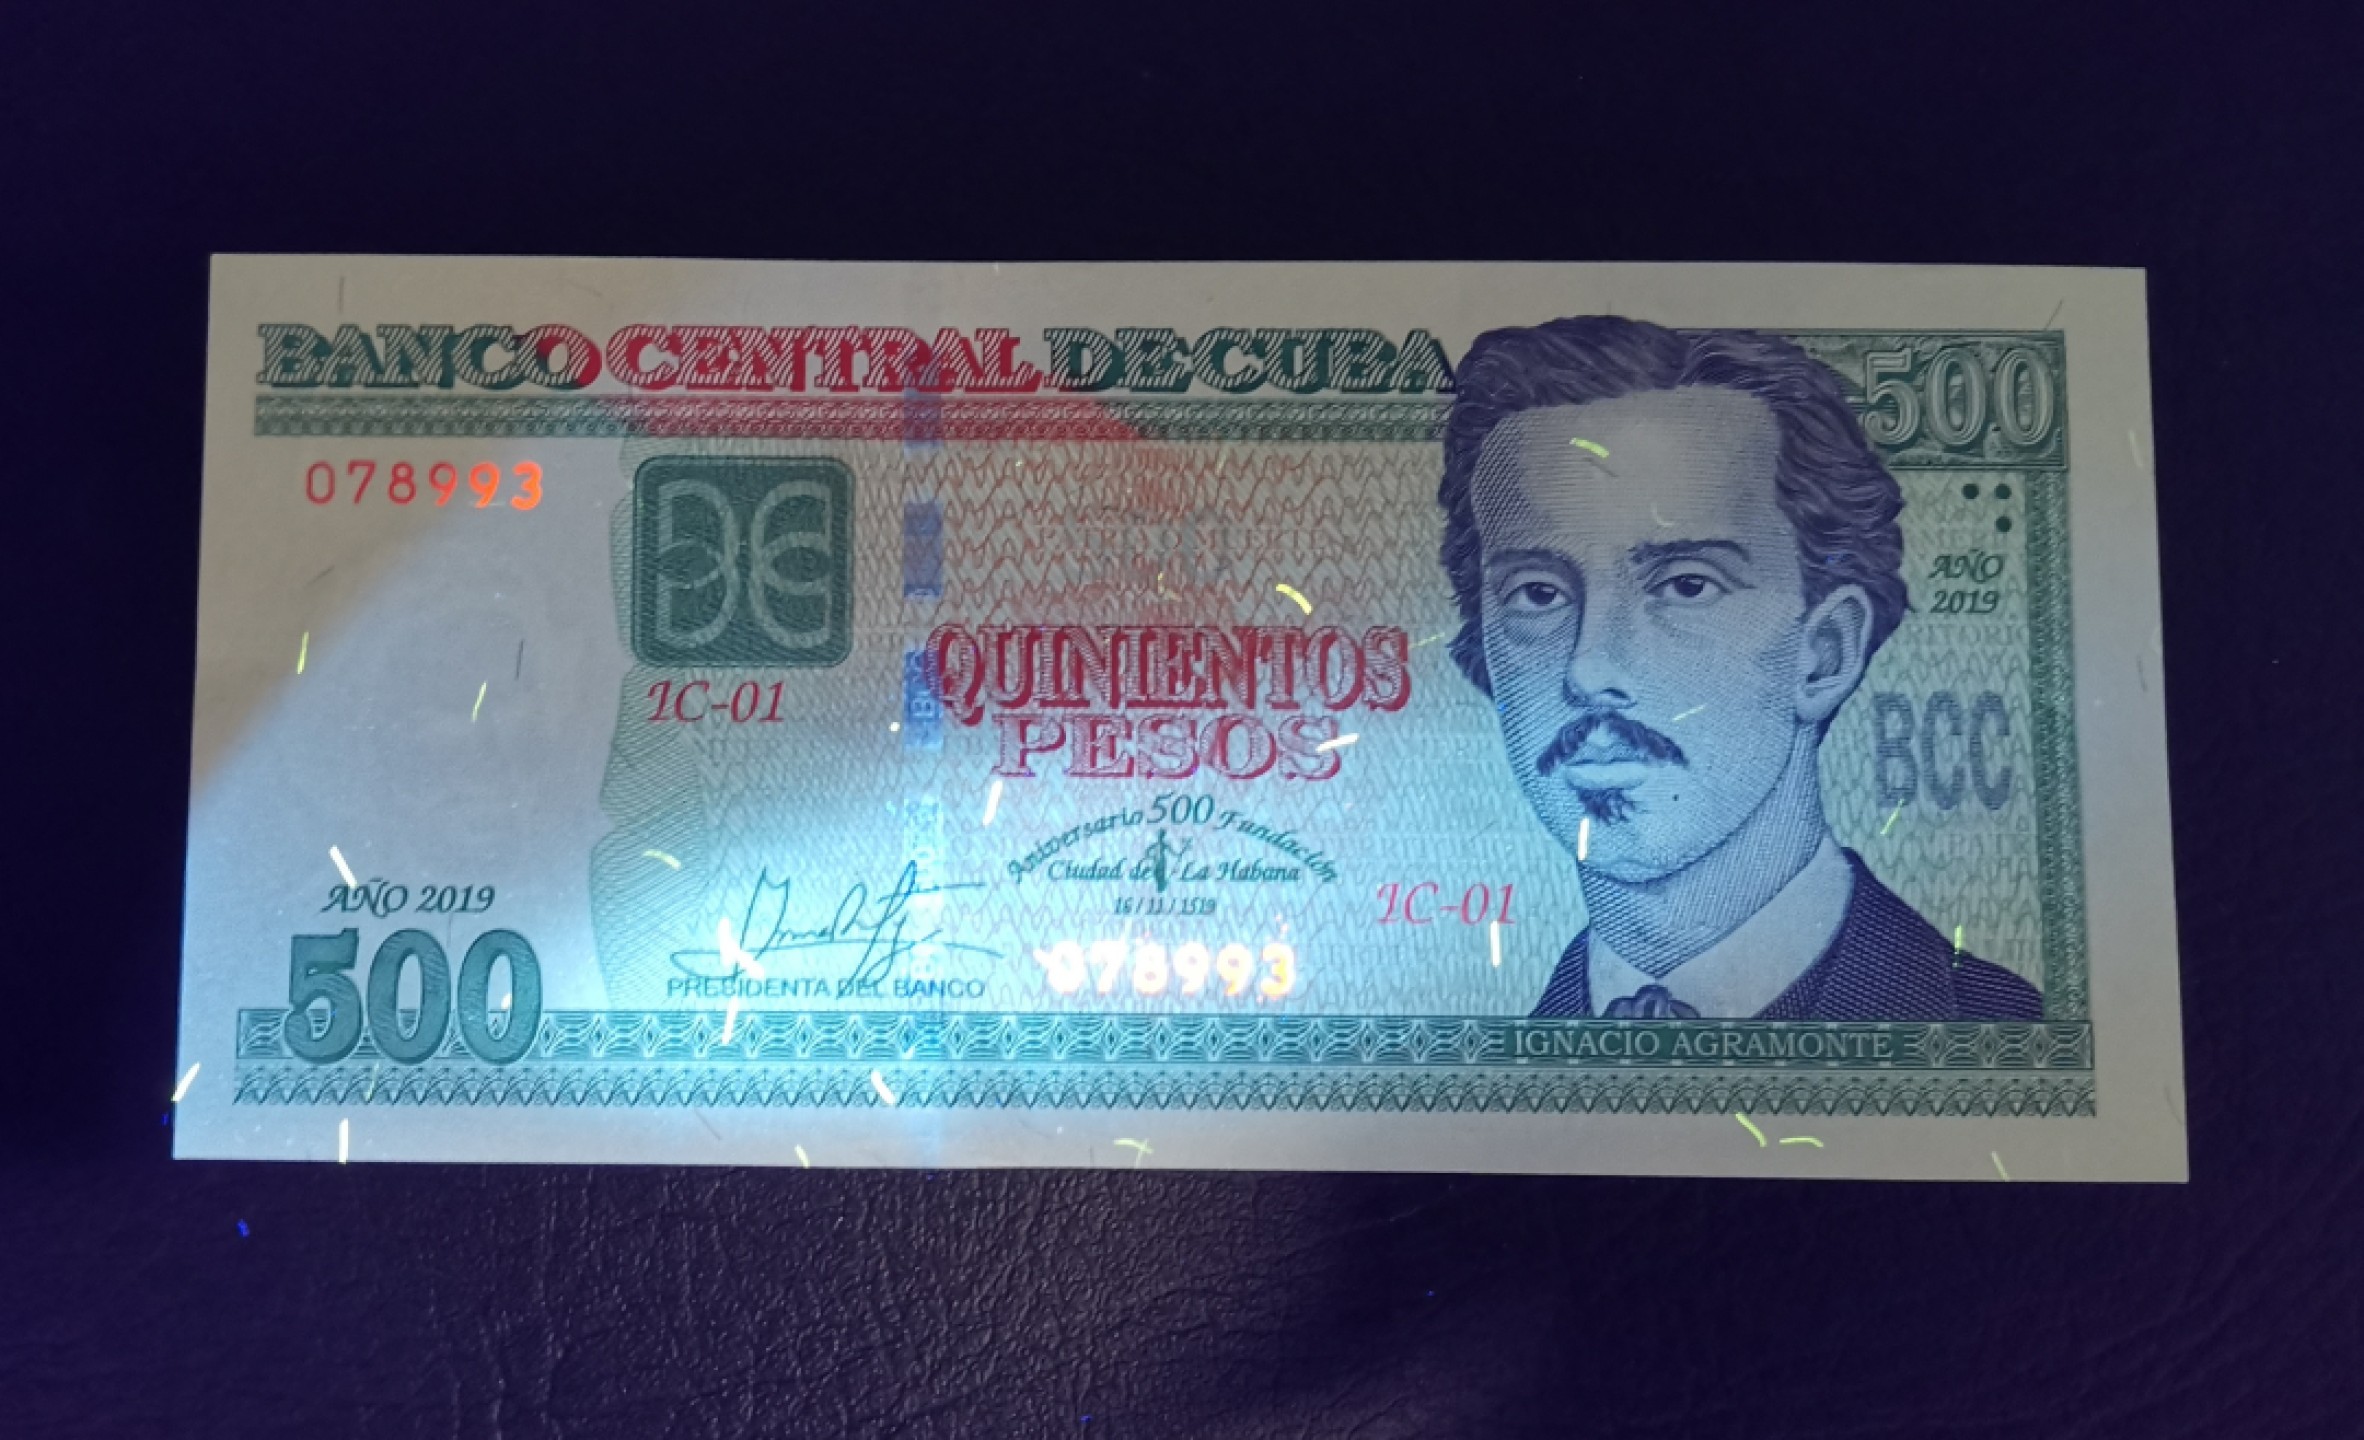 BANCO CENTRAL DE CUBA
500
078993
AÑO
2019
QUINIENTOS
PESOS
IC-01
BCC
Aniversario 500 Fundación
Ciudad de La Habana
16/11/1519
AÑO 2019
IC-01
500
078993
PRESIDENTA DEL BANCO
IGNACIO AGRAMONTE